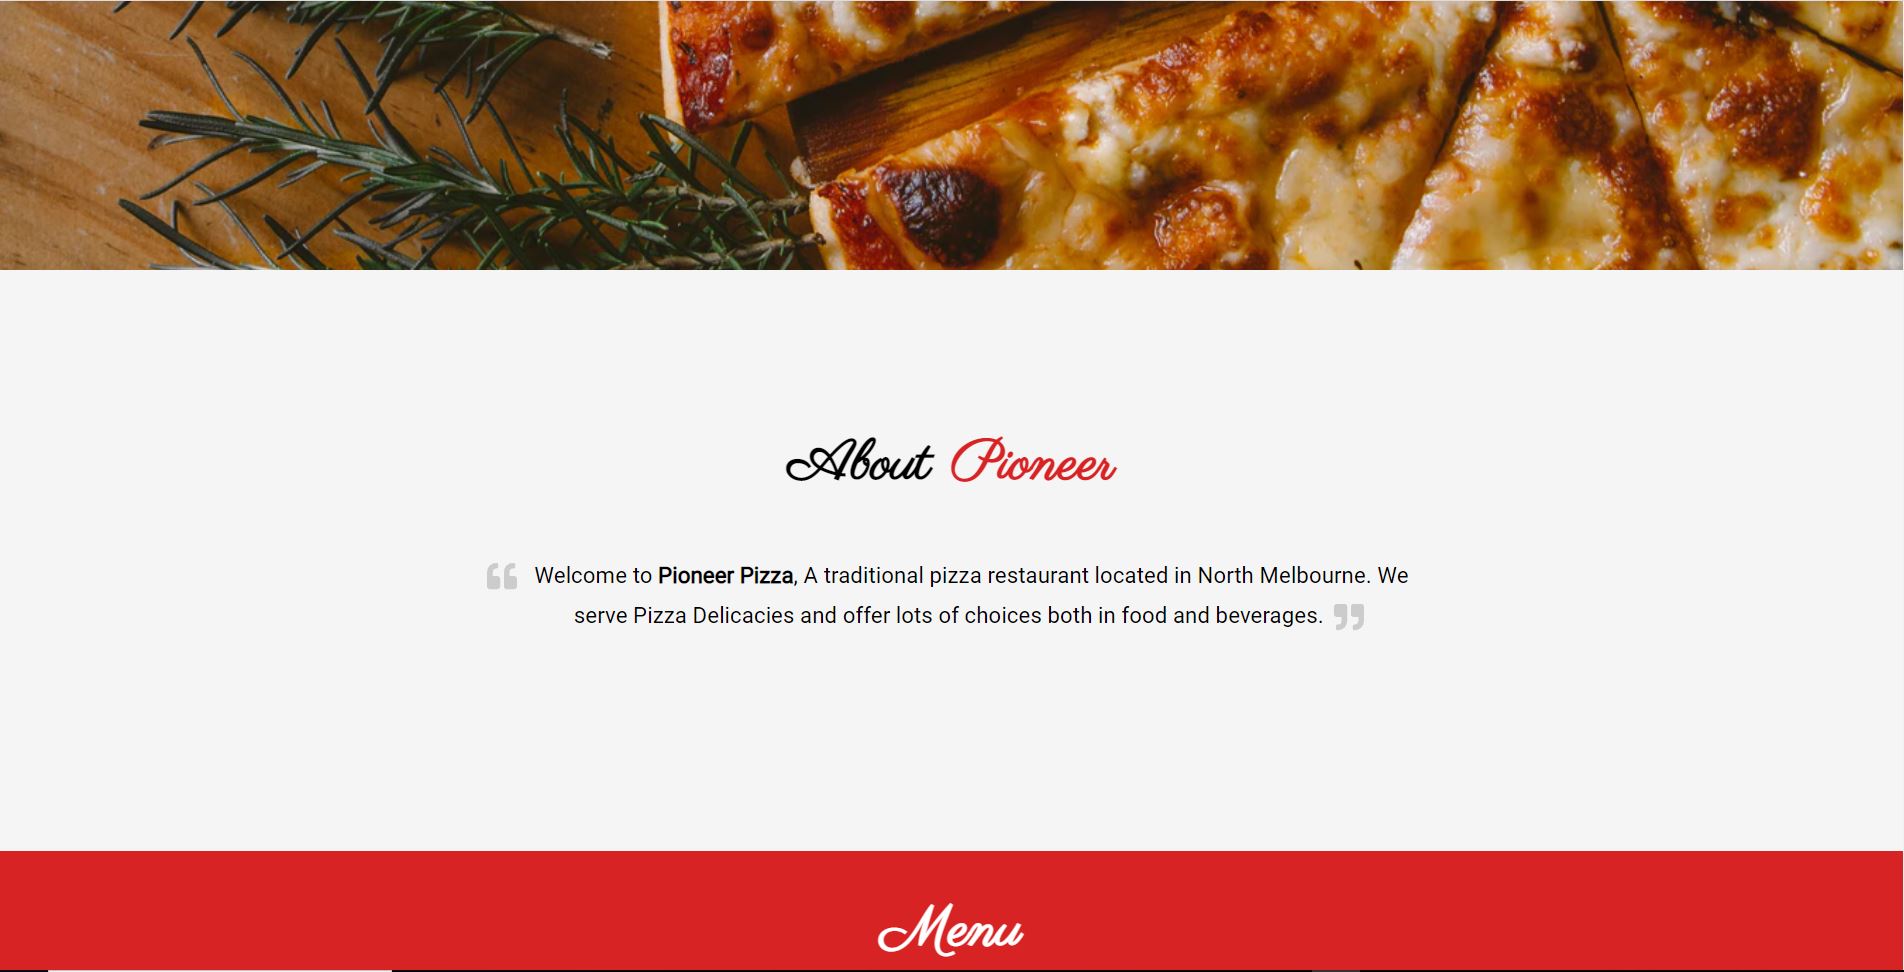 About Pioneer
Welcome to Pioneer Pizza, A traditional pizza restaurant located in North Melbourne. We
serve Pizza Delicacies and offer lots of choices both in food and beverages.
Menu